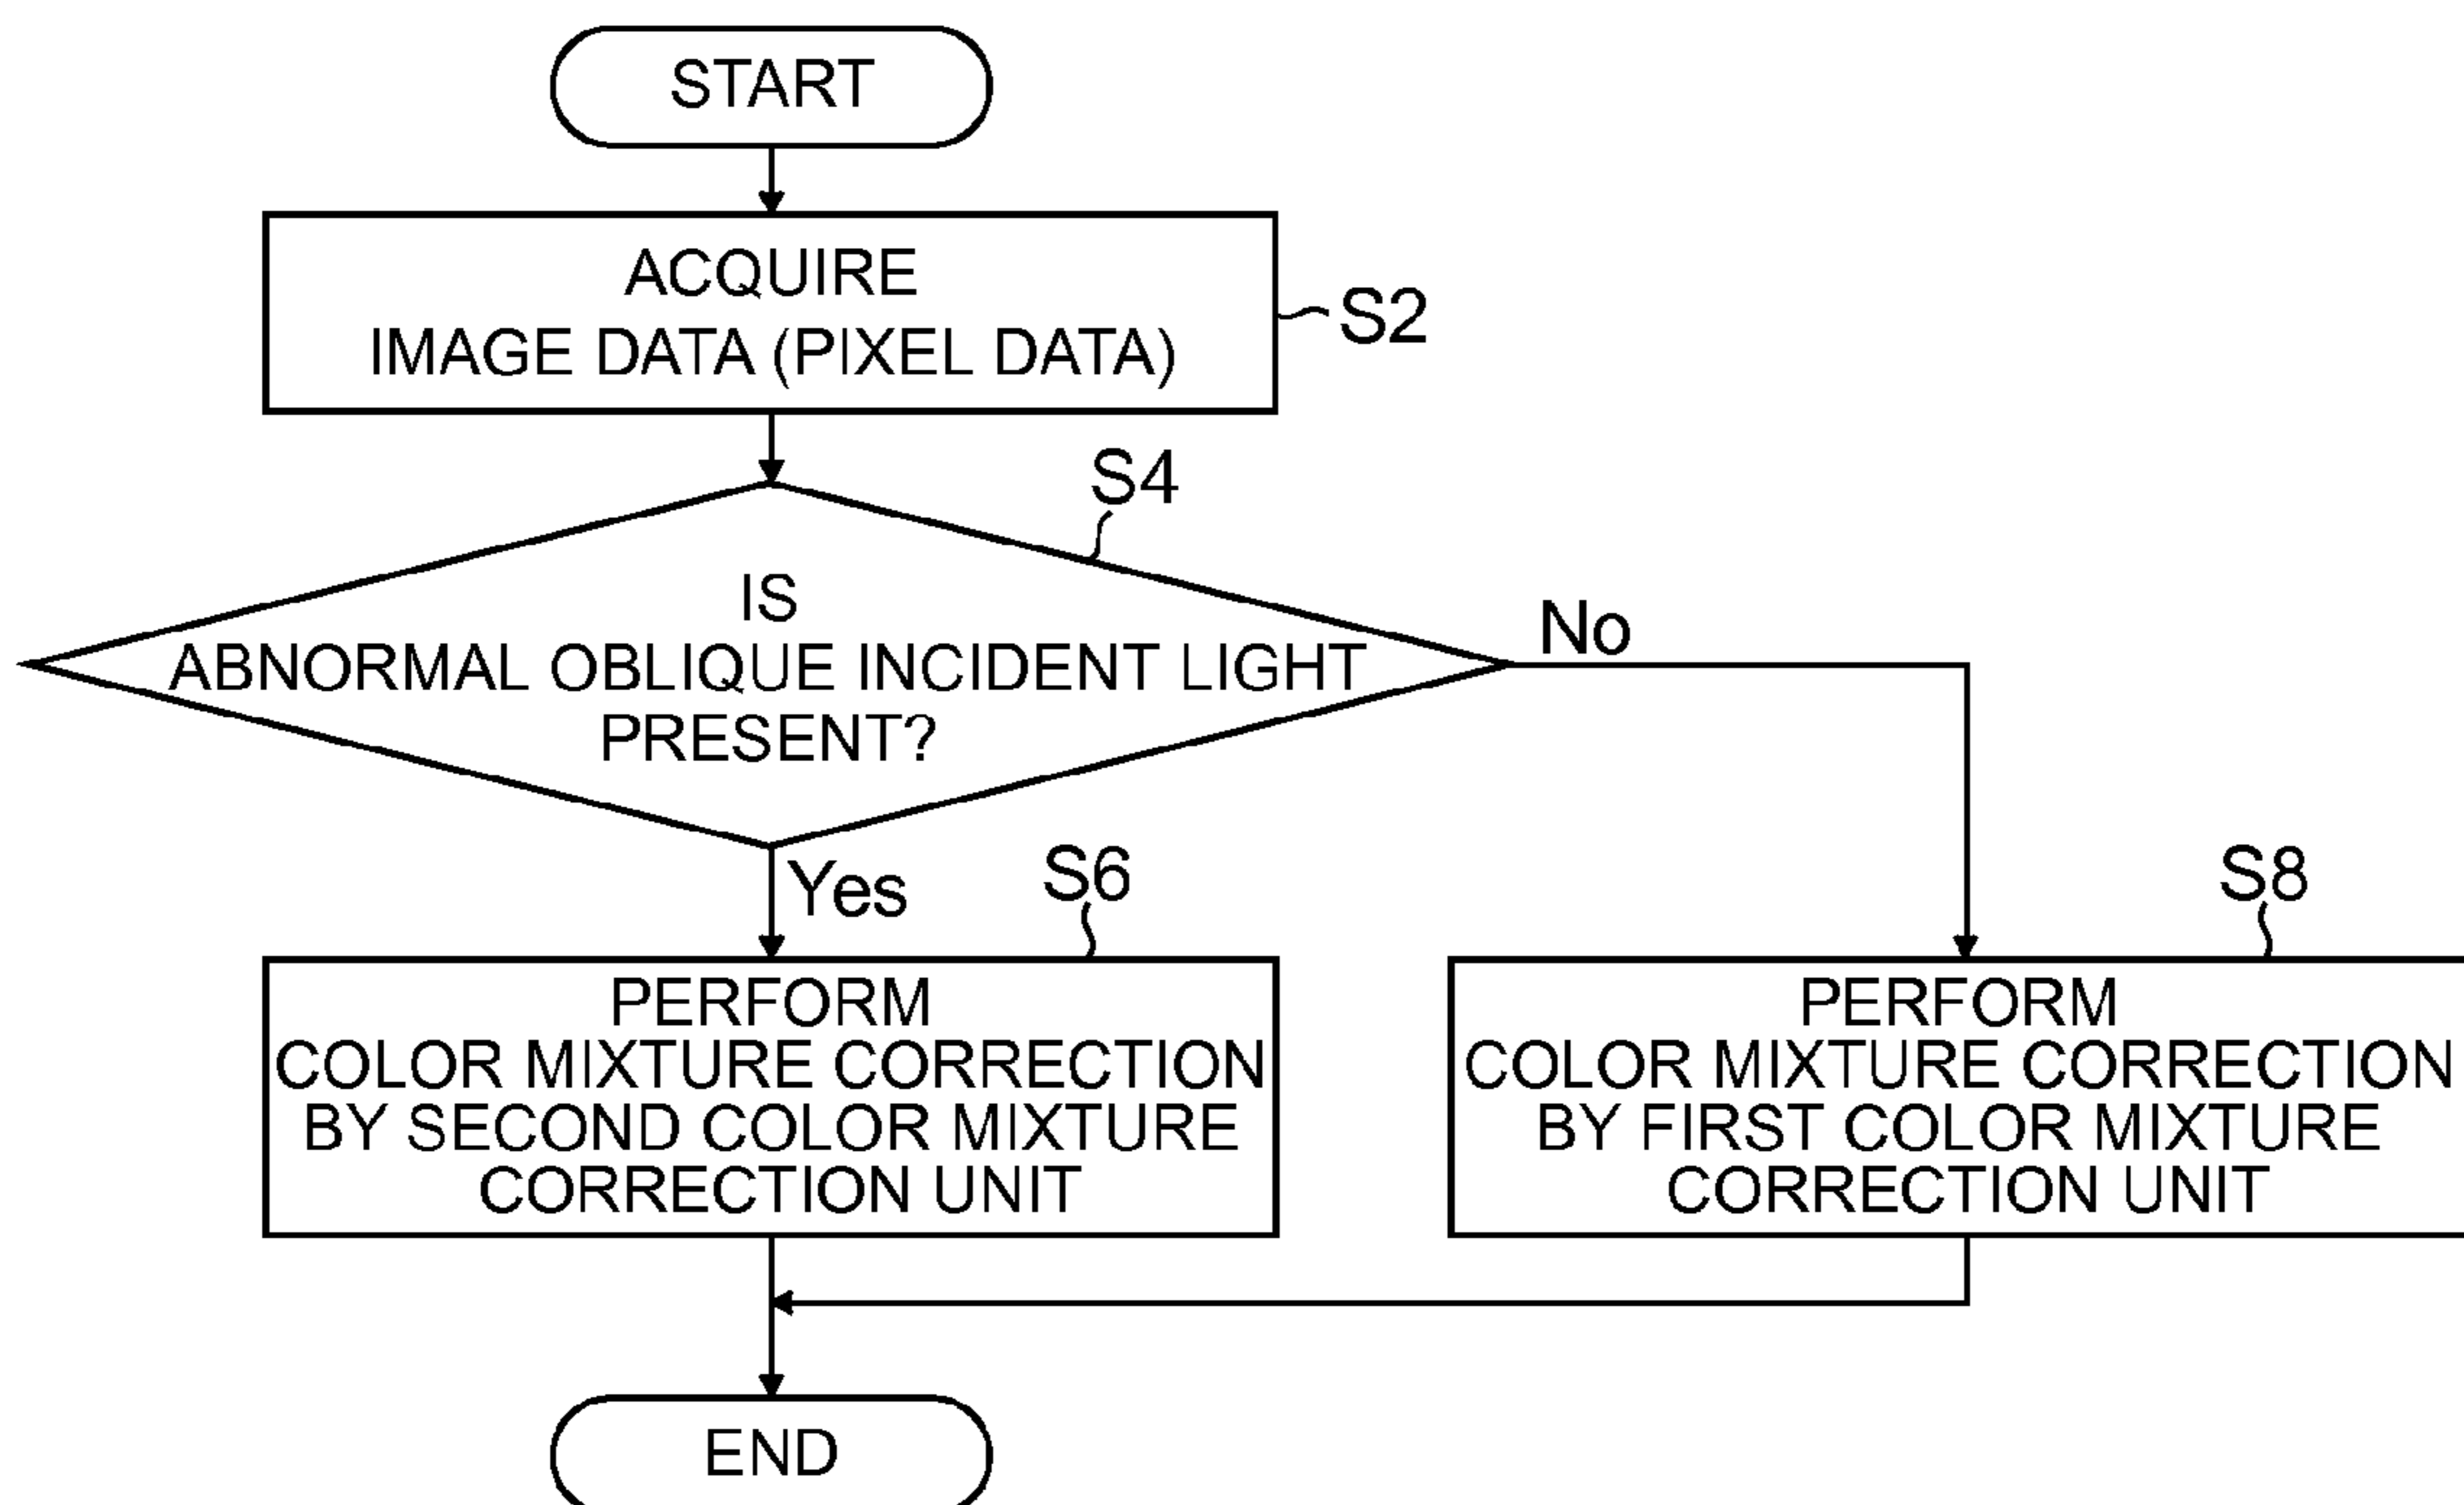 START
ACQUIRE
IMAGE DATA (PIXEL DATA)
S2
S4
IS
ABNORMAL OBLIQUE INCIDENT LIGHT
PRESENT?
No
Yes
S6
PERFORM
COLOR MIXTURE CORRECTION
BY SECOND COLOR MIXTURE
CORRECTION UNIT
S8
PERFORM
COLOR MIXTURE CORRECTION
BY FIRST COLOR MIXTURE
CORRECTION UNIT
END